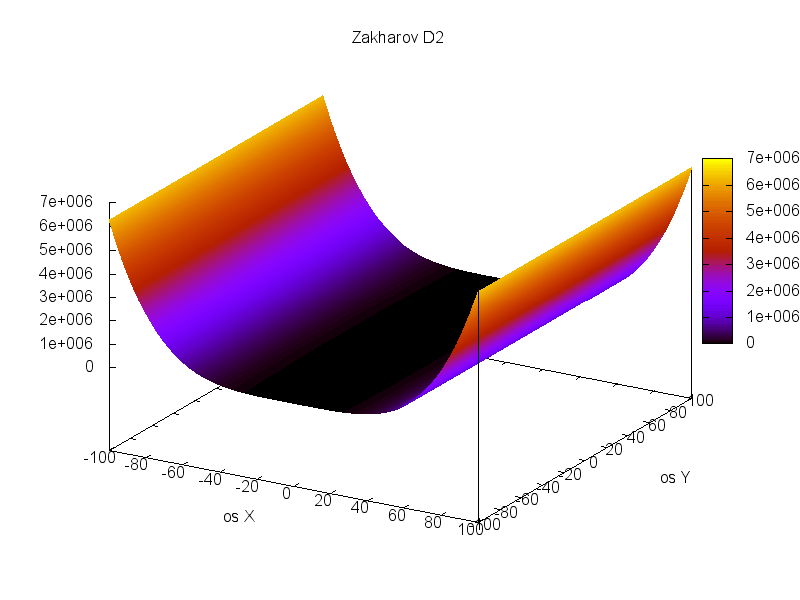 Zakharov D2
7e+006
6e+006
5e+006
4e+006
3e+006
2e+006
1e+006
0
-100
-80
-60
-40
-20
0
20
40
60
80
100
os X
-100
-80
-60
-40
-20
0
20
40
60
80
100
os Y
7e+006
6e+006
5e+006
4e+006
3e+006
2e+006
1e+006
0